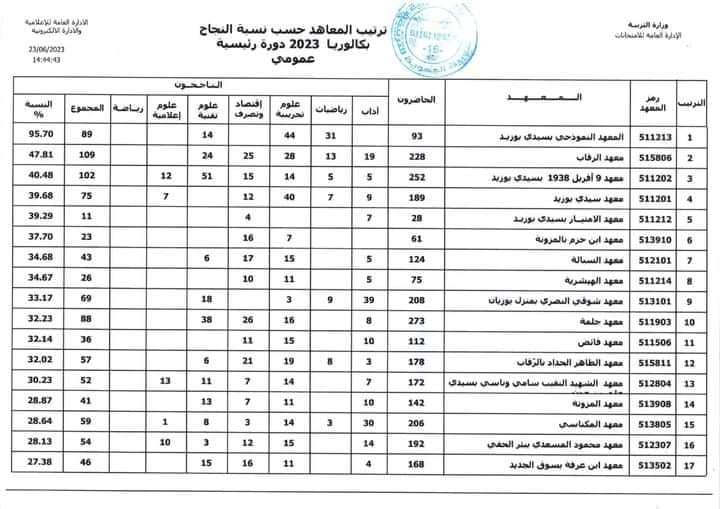 وزارة التربية
الادارة العامة للامتحانات
ترتيب المعاهد حسب نسبة النجاح
بكالوريا 2023 دورة رئيسية
عمومي
الادارة العامة للاعلامية
والادارة الالكترونية
23/06/2023
14:44:43
الترتيب رمز المعهد المـعـهـد الحاضرون الناجحون
آداب رياضيات علوم تجريبية إقتصاد وتصرف علوم تقنية علوم إعلامية رياضة المجموع النسبة %
1 511213 المعهد النموذجي بسيدي بوزيد 93 31 44 14 89 95.70
2 515806 معهد الرقاب 228 19 13 28 25 24 109 47.81
3 511202 معهد 9 أفريل 1938 بسيدي بوزيد 252 5 5 14 15 51 12 102 40.48
4 511201 معهد سيدي بوزيد 189 9 7 40 12 7 75 39.68
5 511212 معهد الامتياز بسيدي بوزيد 28 7 4 11 39.29
6 513910 معهد ابن حزم بالمزونة 61 7 16 23 37.70
7 512101 معهد السبالة 124 5 15 17 6 43 34.68
8 511214 معهد الهيشرية 75 5 11 10 26 34.67
9 513101 معهد شوقي النصري بمنزل بوزيان 208 39 9 3 18 69 33.17
10 511903 معهد جلمة 273 8 26 16 38 88 32.23
11 511506 معهد فائض 112 10 15 11 36 32.14
12 515811 معهد الطاهر الحداد بالرقاب 178 3 8 19 21 6 57 32.02
13 512804 معهد الشهيد النقيب سامي وناسي بسيدي 172 7 14 7 11 13 52 30.23
14 513908 معهد المزونة 142 10 11 7 13 41 28.87
15 513805 معهد المكناسي 206 30 3 14 3 8 1 59 28.64
16 512307 معهد محمود المسعدي ببئر الحفي 192 14 15 12 3 10 54 28.13
17 513502 معهد ابن عرفة بسوق الجديد 168 4 11 16 15 46 27.38